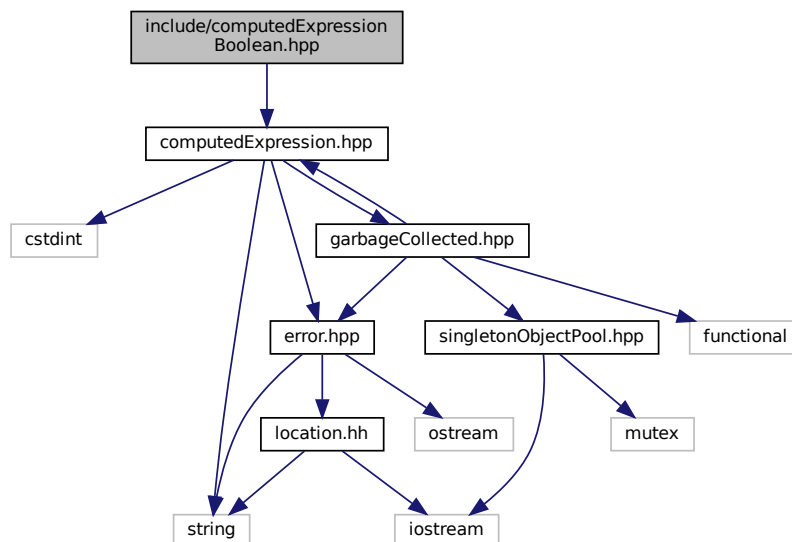 include/computedExpression
Boolean.hpp
computedExpression.hpp
cstdint
garbageCollected.hpp
error.hpp
singletonObjectPool.hpp
functional
location.hh
ostream
mutex
string
iostream